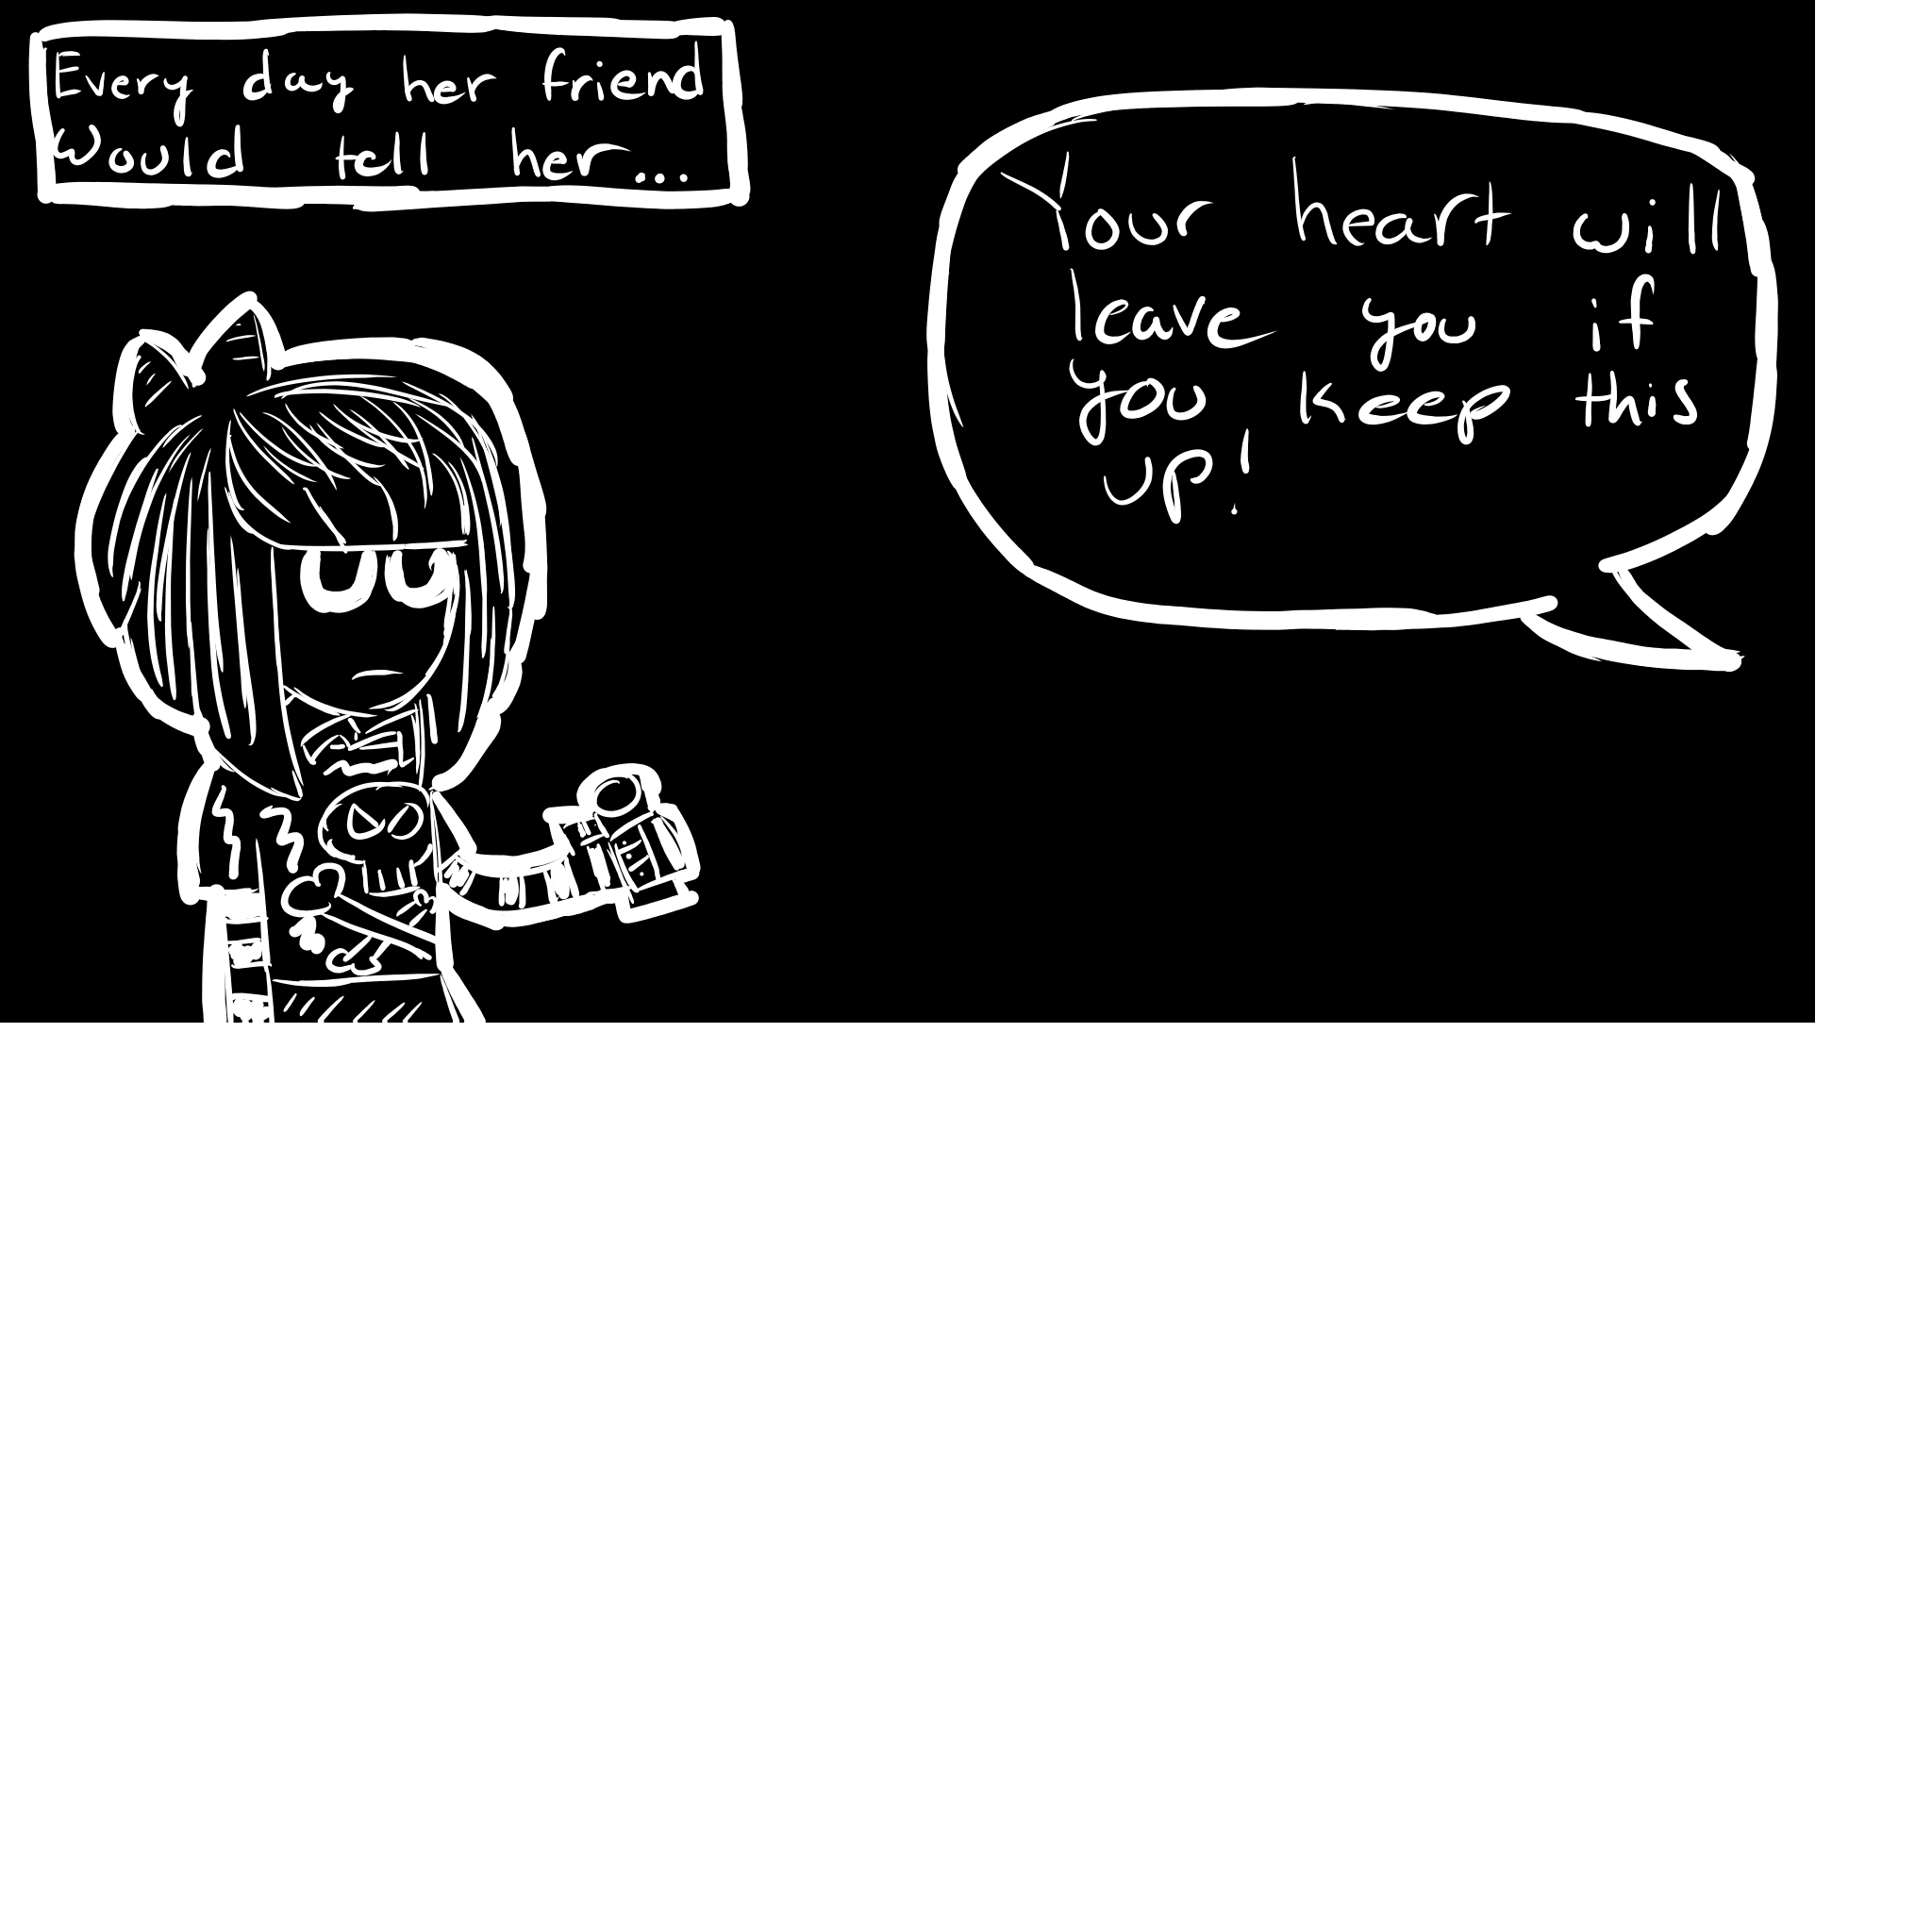 Every day her friend
Would tell her...
Your heart will
leave you if
you keep this
up!